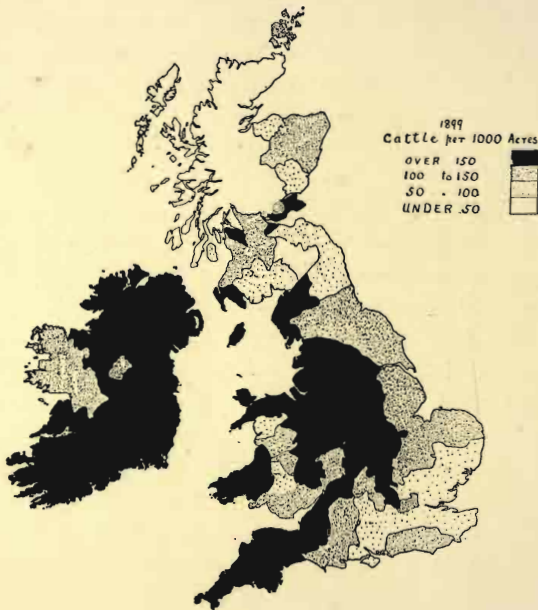 1899
Cattle per 1000 Acres
OVER 150
100 to 150
50 . 100
UNDER .50